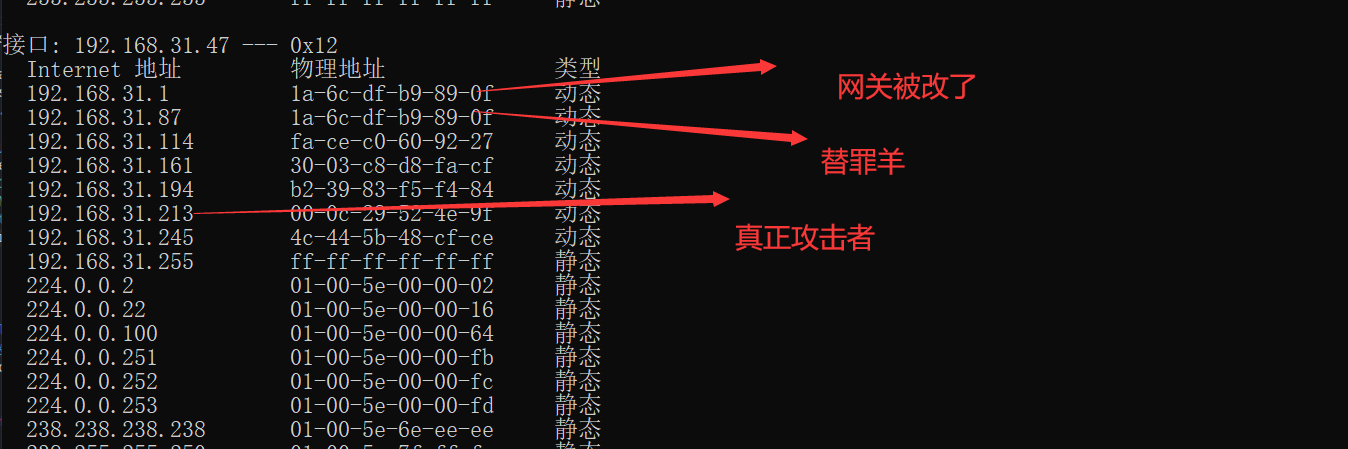 接口: 192.168.31.47 --- 0x12
Internet 地址 物理地址 类型
192.168.31.1 1a-6c-df-b9-89-0f 动态
网关被改了
192.168.31.87 1a-6c-df-b9-89-0f 动态
192.168.31.114 fa-ce-c0-60-92-27 动态
替罪羊
192.168.31.161 30-03-c8-d8-fa-cf 动态
192.168.31.194 b2-39-83-f5-f4-84 动态
192.168.31.213 00-0c-29-52-4e-9f 动态
192.168.31.245 4c-44-5b-48-cf-ce 动态
真正攻击者
192.168.31.255 ff-ff-ff-ff-ff-ff 静态
224.0.0.2 01-00-5e-00-00-02 静态
224.0.0.22 01-00-5e-00-00-16 静态
224.0.0.100 01-00-5e-00-00-64 静态
224.0.0.251 01-00-5e-00-00-fb 静态
224.0.0.252 01-00-5e-00-00-fc 静态
224.0.0.253 01-00-5e-00-00-fd 静态
238.238.238.238 01-00-5e-6e-ee-ee 静态